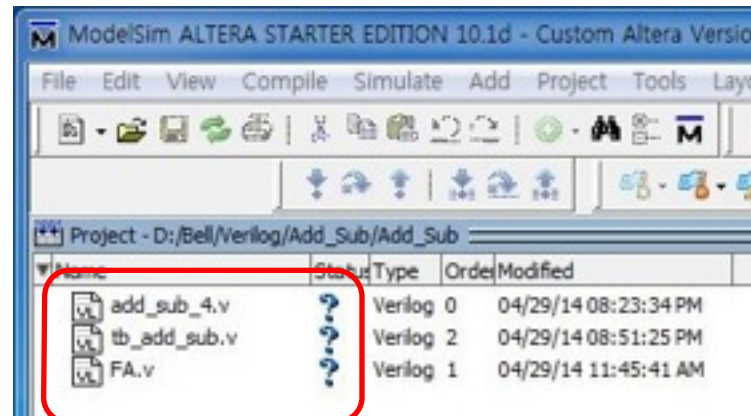 ModelSim ALTERA STARTER EDITION 10.1d - Custom Altera Versio
File Edit View Compile Simulate Add Project Tools Layo
Project - D:/Bell/Verilog/Add_Sub/Add_Sub
Name Status Type Order Modified
add_sub_4.v ? Verilog 0 04/29/14 08:23:34 PM
tb_add_sub.v ? Verilog 2 04/29/14 08:51:25 PM
FA.v ? Verilog 1 04/29/14 11:45:41 AM